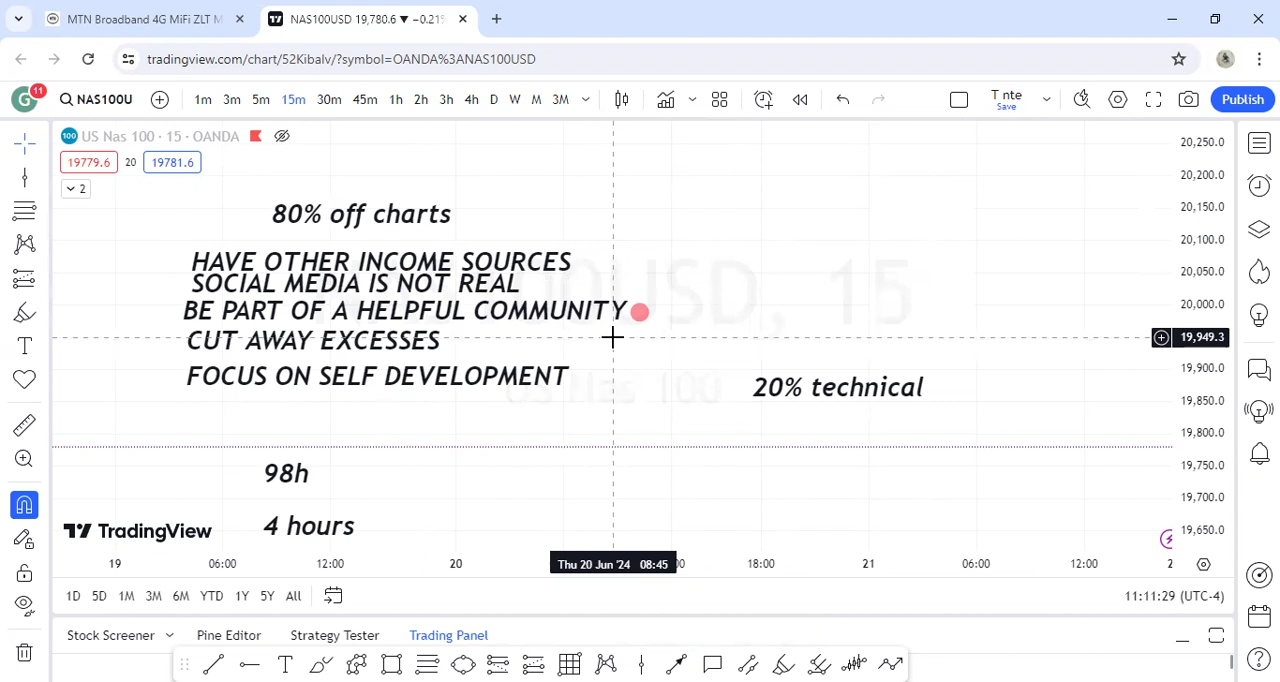 MTN Broadband 4G MiFi ZLT M
NAS100USD 19,780.6 ▼ −0.21%
tradingview.com/chart/52Kibalv/?symbol=OANDA%3ANAS100USD
G 11 NAS100U 1m 3m 5m 15m 30m 45m 1h 2h 3h 4h D W M 3M T nte Save Publish
100 US Nas 100 · 15 · OANDA
19779.6 20 19781.6
2
80% off charts
HAVE OTHER INCOME SOURCES
SOCIAL MEDIA IS NOT REAL
BE PART OF A HELPFUL COMMUNITY
CUT AWAY EXCESSES
FOCUS ON SELF DEVELOPMENT
20% technical
98h
4 hours
USD, 15
US Nas 100
TradingView
20,250.0
20,200.0
20,150.0
20,100.0
20,050.0
20,000.0
19,949.3
19,900.0
19,850.0
19,800.0
19,750.0
19,700.0
19,650.0
19 06:00 12:00 20 Thu 20 Jun '24 08:45 18:00 21 06:00 12:00
1D 5D 1M 3M 6M YTD 1Y 5Y All 11:11:29 (UTC-4)
Stock Screener Pine Editor Strategy Tester Trading Panel